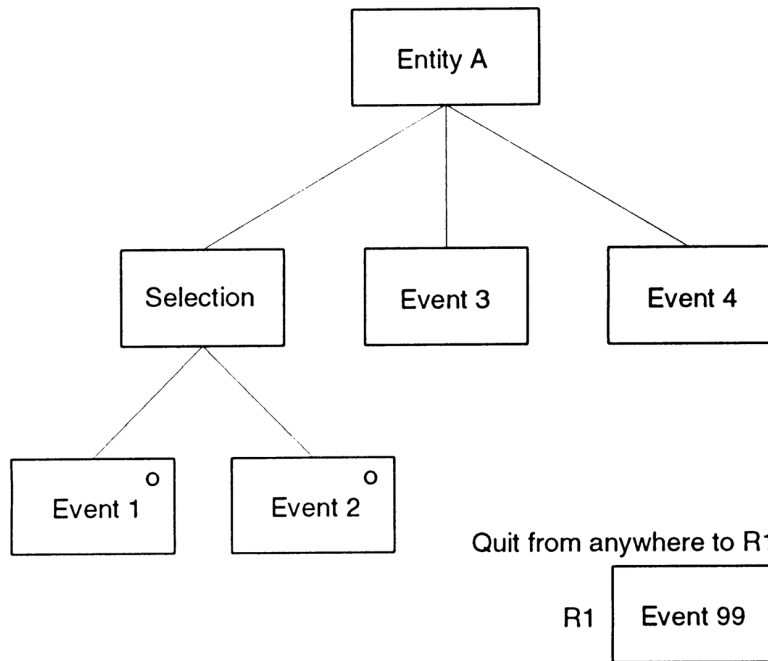 Entity A
Selection
Event 3
Event 4
o
Event 1
o
Event 2
Quit from anywhere to R1
R1
Event 99